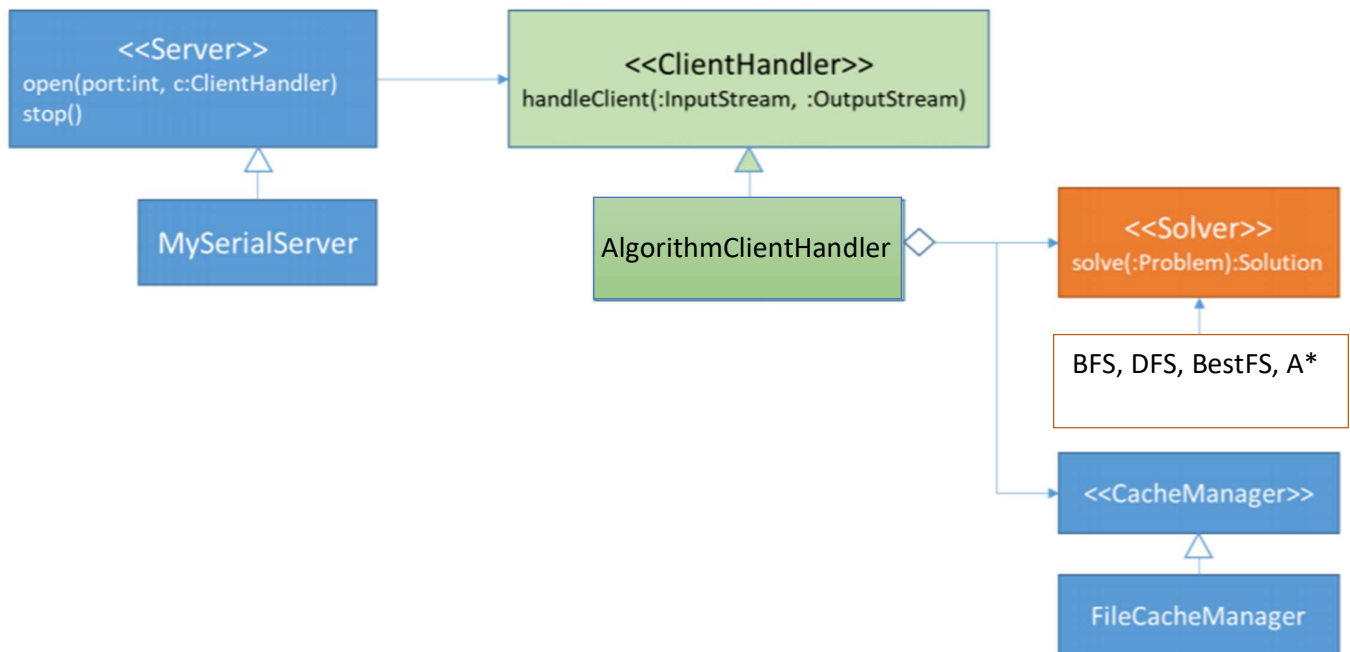 <<Server>>
open(port:int, c:ClientHandler)
stop()
<<ClientHandler>>
handleClient(:InputStream, :OutputStream)
MySerialServer
AlgorithmClientHandler
<<Solver>>
solve(:Problem):Solution
BFS, DFS, BestFS, A*
<<CacheManager>>
FileCacheManager